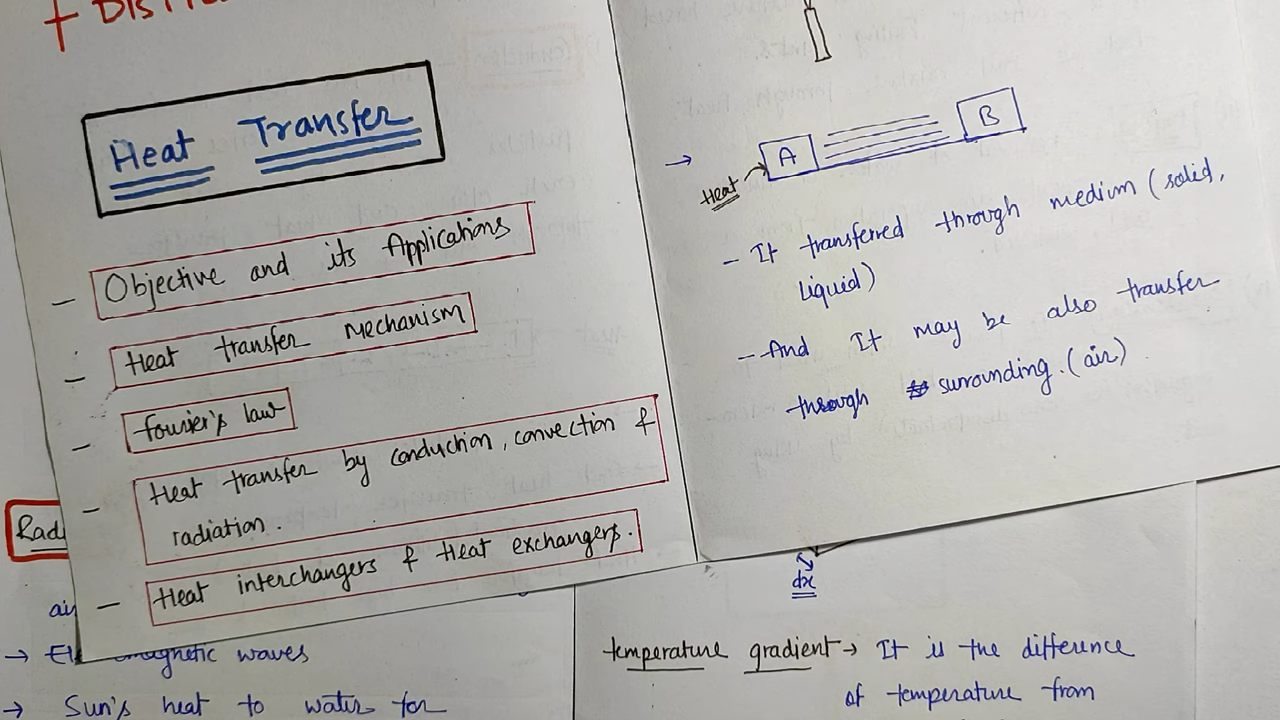 Heat Transfer
- Objective and its Applications
- Heat transfer Mechanism
- fourier's law
- Heat transfer by conduction, convection &
radiation.
- Heat interchangers & Heat exchangers.
→ A B
Heat
- It transferred through medium (solid,
liquid)
- And It may be also transfer
through surrounding. (air)
dx
temperature gradient → It is the difference
of temperature from
→ magnetic waves
→ Sun's heat to water for